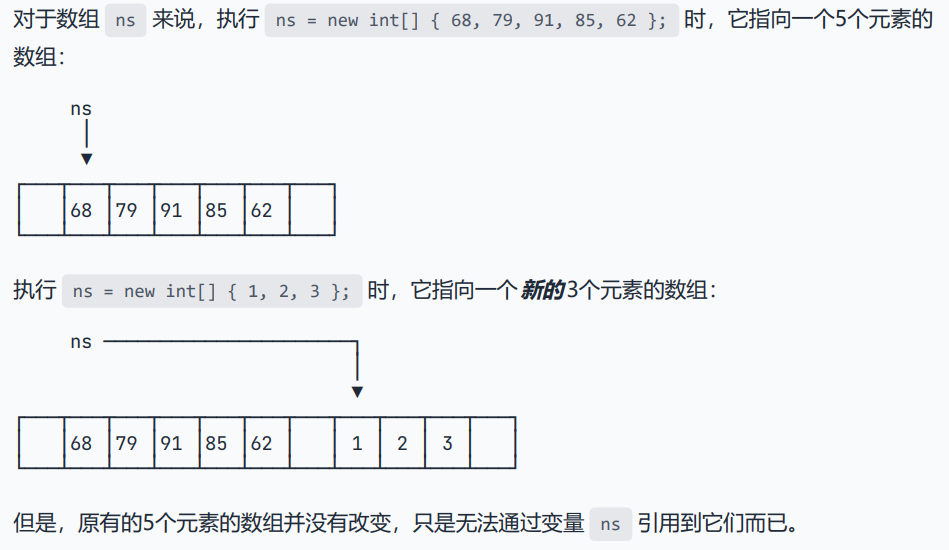 对于数组 ns 来说，执行 ns = new int[] { 68, 79, 91, 85, 62 }; 时，它指向一个5个元素的
数组：
ns
68 79 91 85 62
执行 ns = new int[] { 1, 2, 3 }; 时，它指向一个新的3个元素的数组：
ns
68 79 91 85 62 1 2 3
但是，原有的5个元素的数组并没有改变，只是无法通过变量 ns 引用到它们而已。